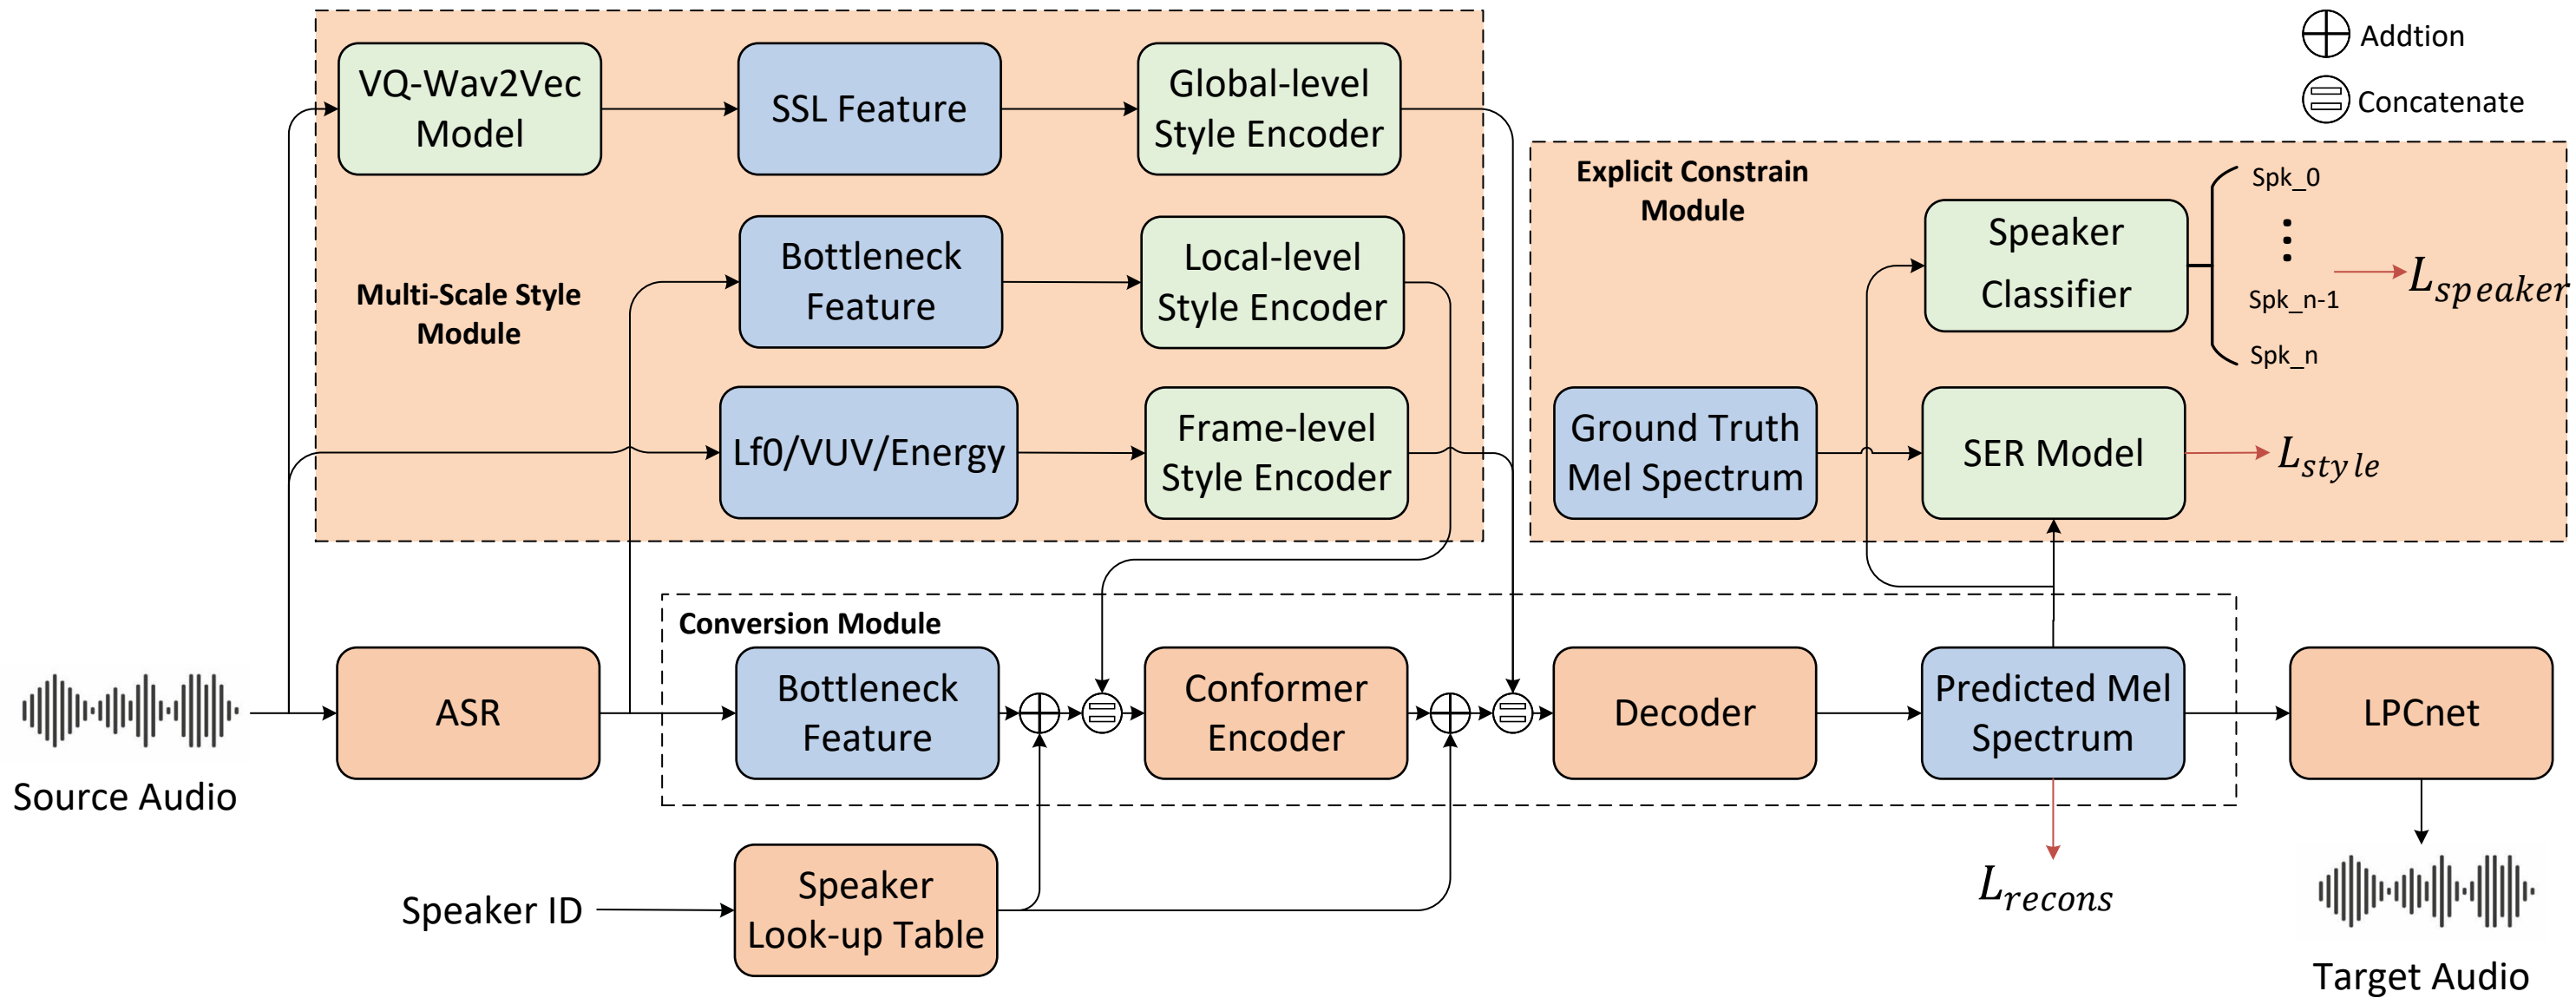 Addtion
Concatenate
VQ-Wav2Vec
Model
SSL Feature
Global-level
Style Encoder
Multi-Scale Style
Module
Bottleneck
Feature
Local-level
Style Encoder
Lf0/VUV/Energy
Frame-level
Style Encoder
Explicit Constrain
Module
Speaker
Classifier
Spk_0
Spk_n-1
Spk_n
L_speaker
Ground Truth
Mel Spectrum
SER Model
L_style
Conversion Module
Source Audio
ASR
Bottleneck
Feature
Conformer
Encoder
Decoder
Predicted Mel
Spectrum
LPCnet
L_recons
Speaker ID
Speaker
Look-up Table
Target Audio